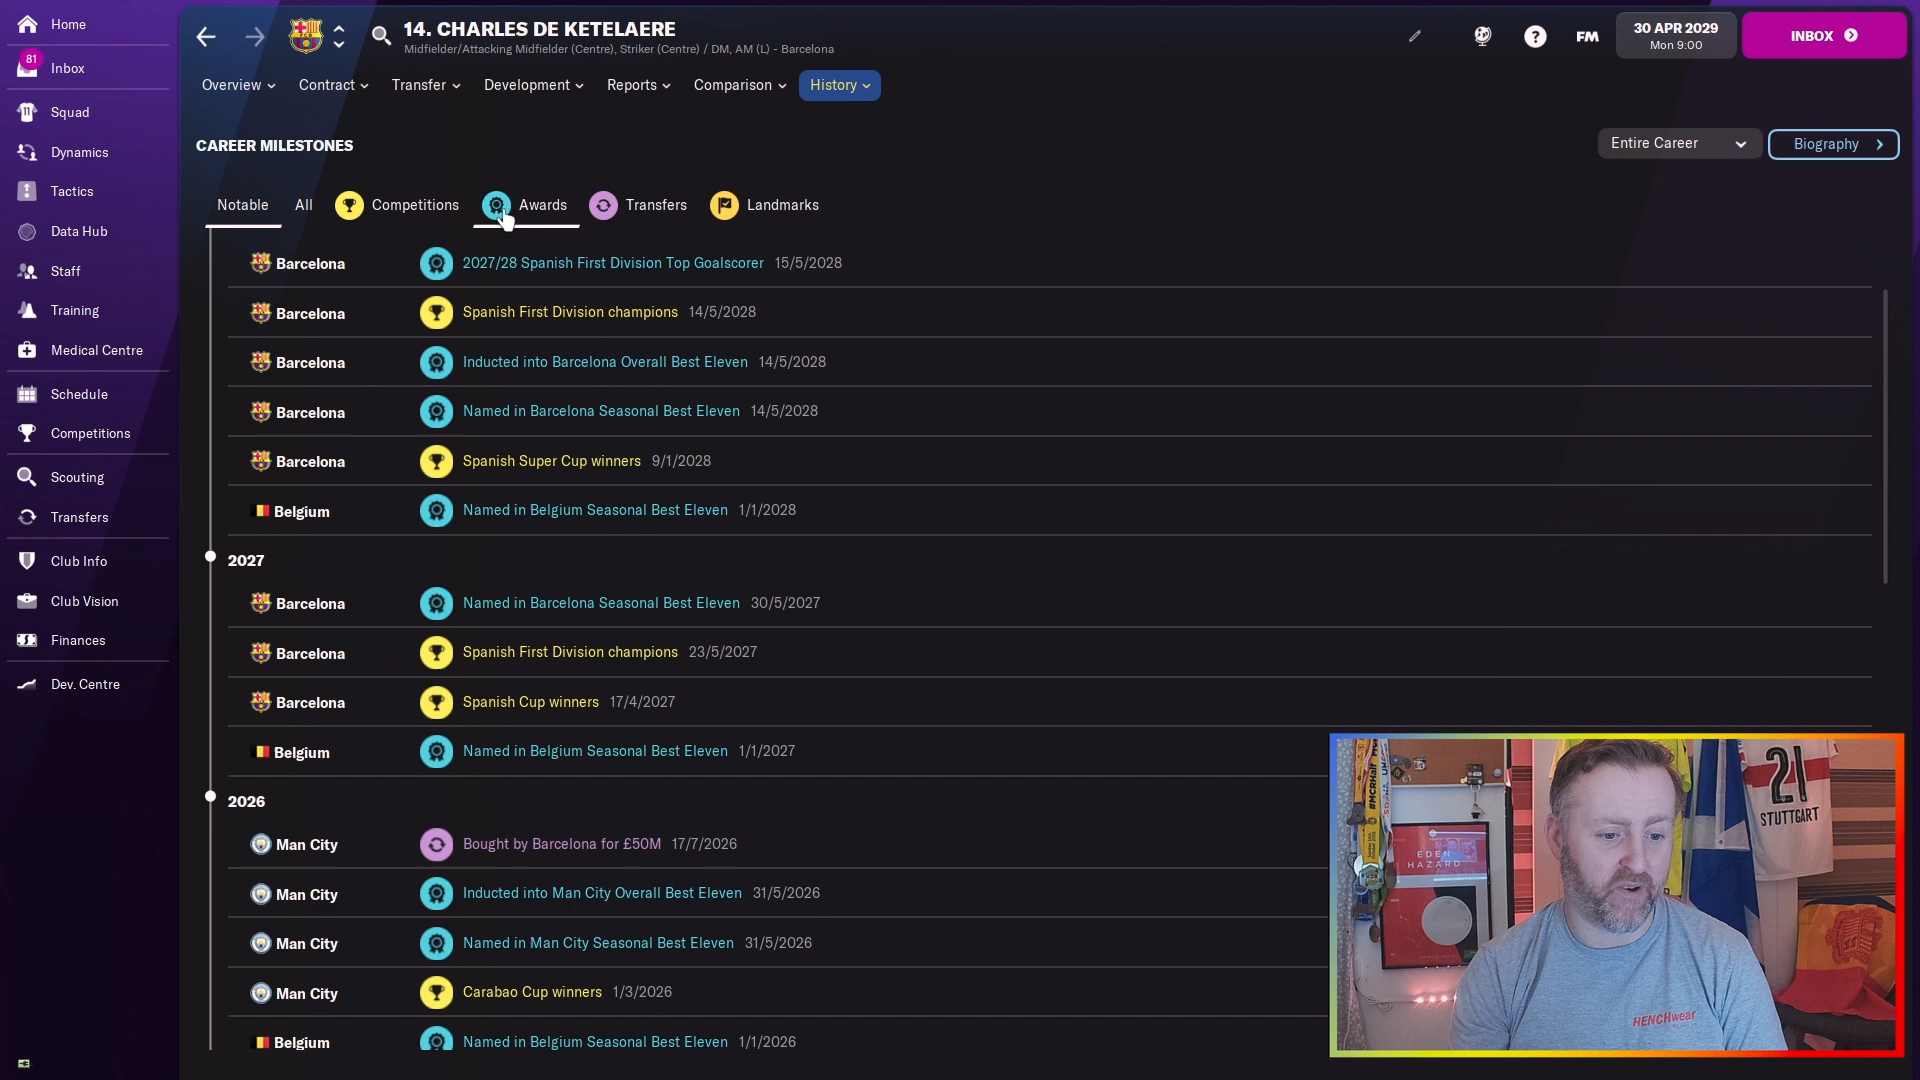 Home
81
Inbox
Squad
Dynamics
Tactics
Data Hub
Staff
Training
Medical Centre
Schedule
Competitions
Scouting
Transfers
Club Info
Club Vision
Finances
Dev. Centre
14. CHARLES DE KETELAERE
Midfielder/Attacking Midfielder (Centre), Striker (Centre) / DM, AM (L) - Barcelona
?
FM
30 APR 2029
Mon 9:00
INBOX
Overview
Contract
Transfer
Development
Reports
Comparison
History
CAREER MILESTONES
Entire Career
Biography
Notable
All
Competitions
Awards
Transfers
Landmarks
Barcelona 2027/28 Spanish First Division Top Goalscorer 15/5/2028
Barcelona Spanish First Division champions 14/5/2028
Barcelona Inducted into Barcelona Overall Best Eleven 14/5/2028
Barcelona Named in Barcelona Seasonal Best Eleven 14/5/2028
Barcelona Spanish Super Cup winners 9/1/2028
Belgium Named in Belgium Seasonal Best Eleven 1/1/2028
2027
Barcelona Named in Barcelona Seasonal Best Eleven 30/5/2027
Barcelona Spanish First Division champions 23/5/2027
Barcelona Spanish Cup winners 17/4/2027
Belgium Named in Belgium Seasonal Best Eleven 1/1/2027
2026
Man City Bought by Barcelona for £50M 17/7/2026
Man City Inducted into Man City Overall Best Eleven 31/5/2026
Man City Named in Man City Seasonal Best Eleven 31/5/2026
Man City Carabao Cup winners 1/3/2026
Belgium Named in Belgium Seasonal Best Eleven 1/1/2026
EDEN
HAZARD
21
STUTTGART
HENCHwear